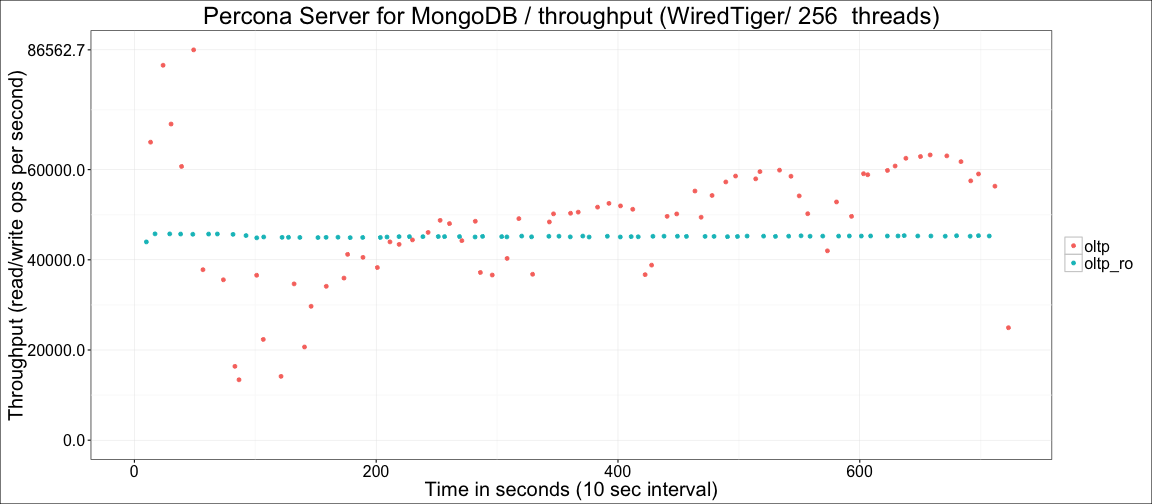 Percona Server for MongoDB / throughput (WiredTiger/ 256  threads)
Throughput (read/write ops per second)
86562.7
60000.0
40000.0
20000.0
0.0
0 200 400 600
Time in seconds (10 sec interval)
oltp
oltp_ro